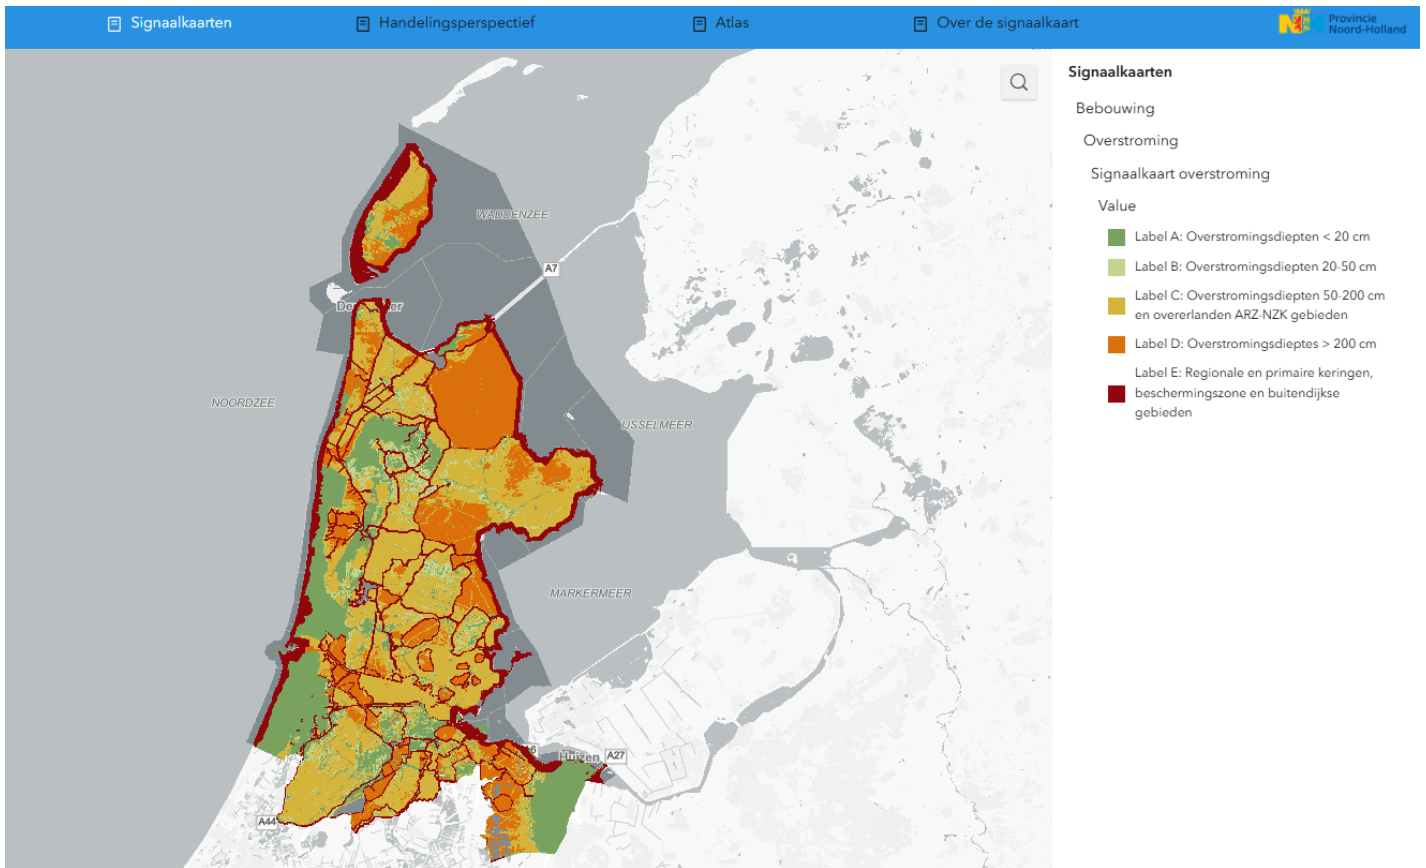 Signaalkaarten
Handelingsperspectief
Atlas
Over de signaalkaart
Provincie
Noord-Holland
Signaalkaarten
Bebouwing
Overstroming
Signaalkaart overstroming
Value
Label A: Overstromingsdiepten < 20 cm
Label B: Overstromingsdiepten 20-50 cm
Label C: Overstromingsdiepten 50-200 cm
en overerlanden ARZ-NZK gebieden
Label D: Overstromingsdieptes > 200 cm
Label E: Regionale en primaire keringen,
beschermingszone en buitendijkse
gebieden
WADDENZEE
A7
NOORDZEE
IJSSELMEER
MARKERMEER
Huizen
A27
A44